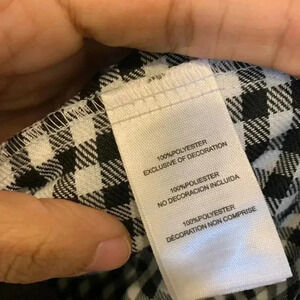 100%POLYESTER
EXCLUSIVE OF DECORATION
100%POLIESTER
NO DECORACION INCLUIDA
100%POLYESTER
DÉCORATION NON COMPRISE